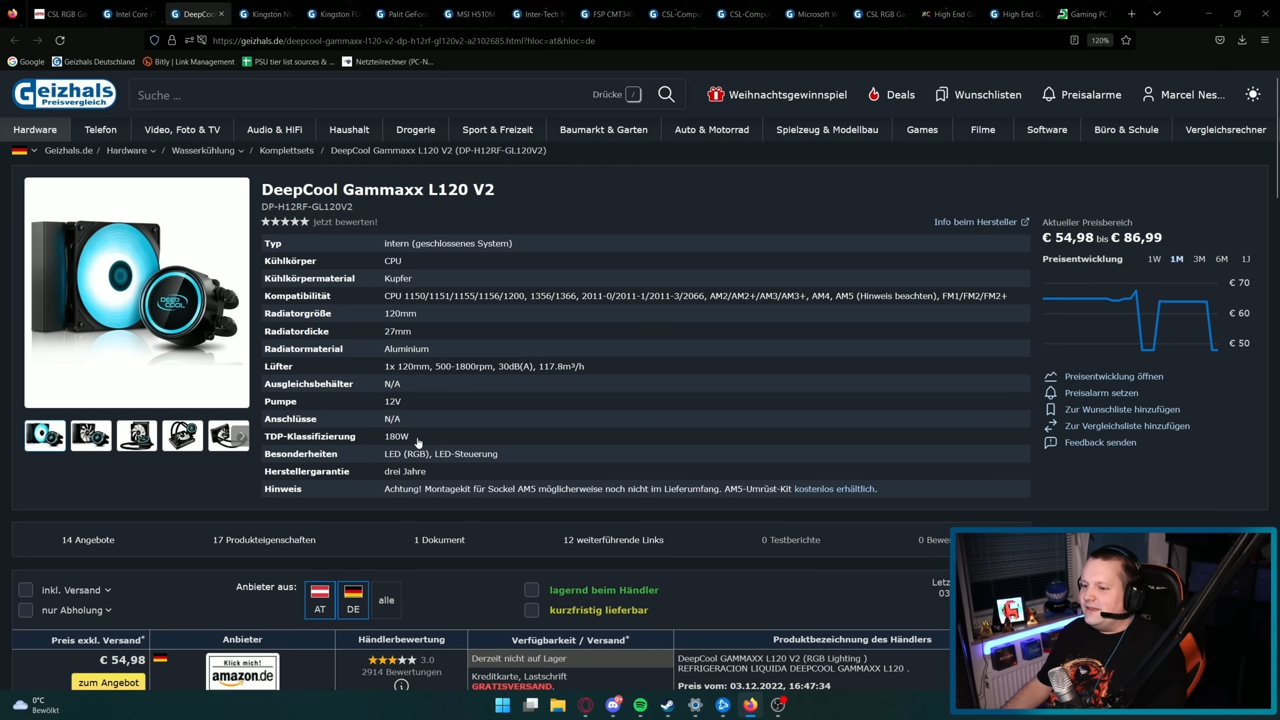 CSL RG
Intel Core i
DeepCool
Kingston N
Kingston FU
Palit GeFor
MSI H510M
Inter-Tech
FSP CMT34
CSL-Compu
CSL-Comp
Microsoft W
CSL RG Ga
High End G
High End G
Gaming PC
https://geizhals.de/deepcool-gammaxx-l120-v2-dp-h12rf-gl120v2-a2102685.html?hloc=at&hloc=de
120%
Google
Geizhals Deutschland
Bitly | Link Management
PSU tier list sources & ...
Netzteilrechner (PC-N...
Geizhals
Preisvergleich
Suche ...
Drücke /
Weihnachtsgewinnspiel
Deals
Wunschlisten
Preisalarme
Marcel Nes...
Hardware
Telefon
Video, Foto & TV
Audio & HiFi
Haushalt
Drogerie
Sport & Freizeit
Baumarkt & Garten
Auto & Motorrad
Spielzeug & Modellbau
Games
Filme
Software
Büro & Schule
Vergleichsrechner
Geizhals.de / Hardware / Wasserkühlung / Komplettsets / DeepCool Gammaxx L120 V2 (DP-H12RF-GL120V2)
DEEP COOL
DeepCool Gammaxx L120 V2
DP-H12RF-GL120V2
jetzt bewerten!
Info beim Hersteller
Typ intern (geschlossenes System)
Kühlkörper CPU
Kühlkörpermaterial Kupfer
Kompatibilität CPU 1150/1151/1155/1156/1200, 1356/1366, 2011-0/2011-1/2011-3/2066, AM2/AM2+/AM3/AM3+, AM4, AM5 (Hinweis beachten), FM1/FM2/FM2+
Radiatorgröße 120mm
Radiatordicke 27mm
Radiatormaterial Aluminium
Lüfter 1x 120mm, 500-1800rpm, 30dB(A), 117.8m³/h
Ausgleichsbehälter N/A
Pumpe 12V
Anschlüsse N/A
TDP-Klassifizierung 180W
Besonderheiten LED (RGB), LED-Steuerung
Herstellergarantie drei Jahre
Hinweis Achtung! Montagekit für Sockel AM5 möglicherweise noch nicht im Lieferumfang. AM5-Umrüst-Kit kostenlos erhältlich.
Aktueller Preisbereich
€ 54,98 bis € 86,99
Preisentwicklung 1W 1M 3M 6M 1J
€ 70
€ 60
€ 50
Preisentwicklung öffnen
Preisalarm setzen
Zur Wunschliste hinzufügen
Zur Vergleichsliste hinzufügen
Feedback senden
14 Angebote
17 Produkteigenschaften
1 Dokument
12 weiterführende Links
0 Testberichte
0 Bewe
inkl. Versand
nur Abholung
Anbieter aus:
AT
DE
alle
lagernd beim Händler
kurzfristig lieferbar
Letz
03
Preis exkl. Versand*
Anbieter
Händlerbewertung
Verfügbarkeit / Versand*
Produktbezeichnung des Händlers
€ 54,98
zum Angebot
Klick mich!
amazon.de
3.0
2914 Bewertungen
Derzeit nicht auf Lager
Kreditkarte, Lastschrift
GRATISVERSAND.
DeepCool GAMMAXX L120 V2 (RGB Lighting )
REFRIGERACION LIQUIDA DEEPCOOL GAMMAXX L120 .
Preis vom: 03.12.2022, 16:47:34
0°C
Bewölkt